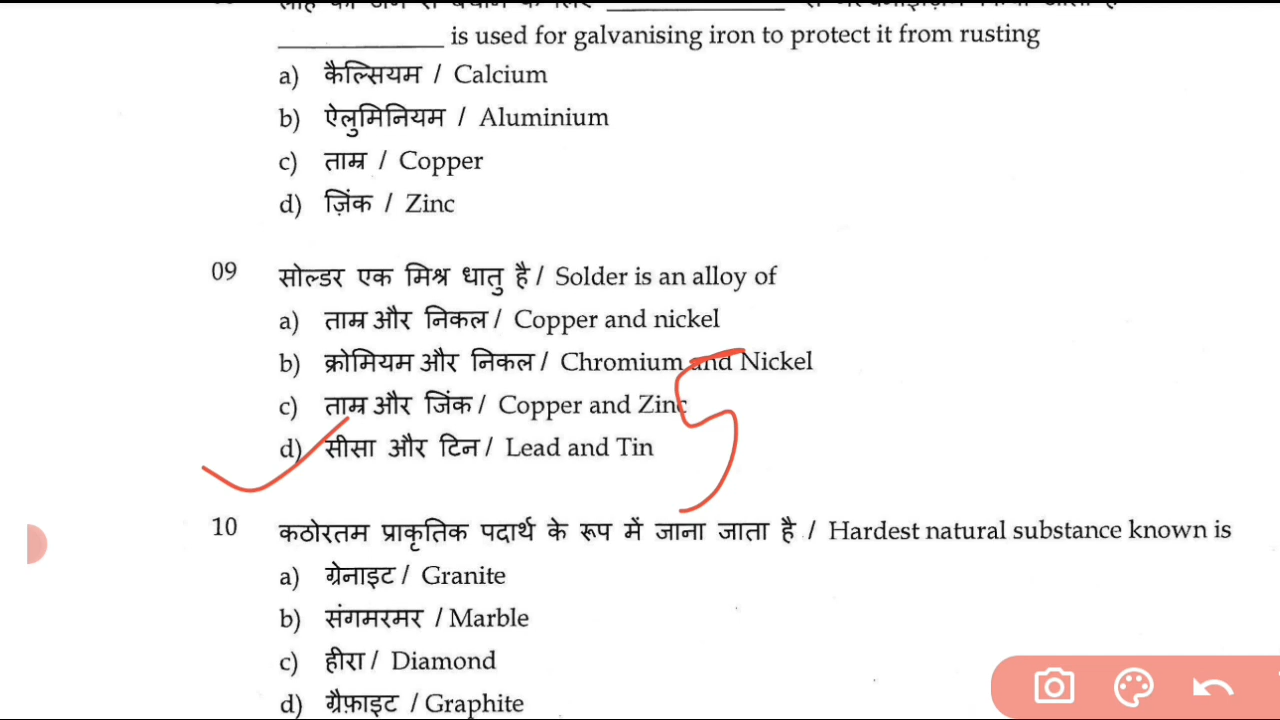 is used for galvanising iron to protect it from rusting
a) कैल्सियम / Calcium
b) ऐलुमिनियम / Aluminium
c) ताम्र / Copper
d) ज़िंक / Zinc
09 सोल्डर एक मिश्र धातु है / Solder is an alloy of
a) ताम्र और निकल / Copper and nickel
b) क्रोमियम और निकल / Chromium and Nickel
c) ताम्र और जिंक / Copper and Zinc
d) सीसा और टिन / Lead and Tin
10 कठोरतम प्राकृतिक पदार्थ के रूप में जाना जाता है / Hardest natural substance known is
a) ग्रेनाइट / Granite
b) संगमरमर / Marble
c) हीरा / Diamond
d) ग्रैफ़ाइट / Graphite